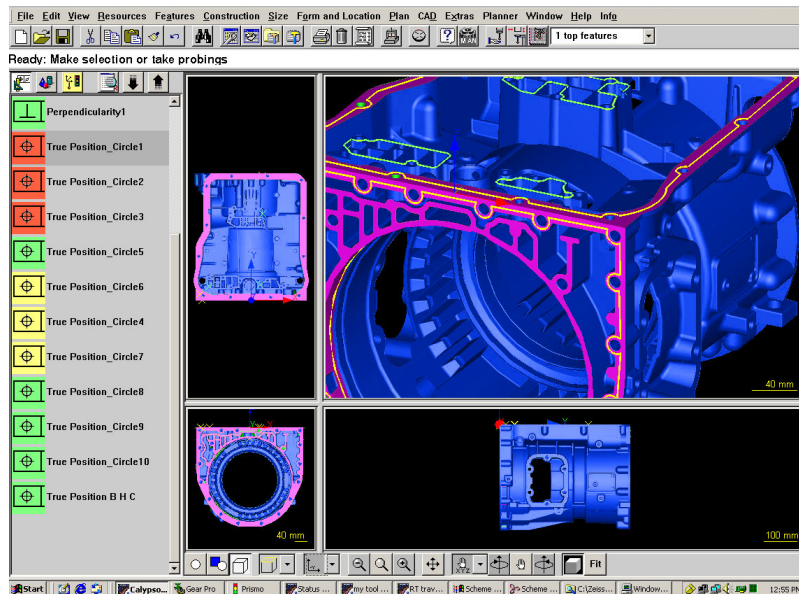 File Edit View Resources Features Construction Size Form and Location Plan CAD Extras Planner Window Help Info
? MAN 1 top features
Ready: Make selection or take probings
Perpendicularity1
True Position_Circle1
True Position_Circle2
True Position_Circle3
True Position_Circle5
True Position_Circle6
True Position_Circle4
True Position_Circle7
True Position_Circle8
True Position_Circle9
True Position_Circle10
True Position B H C
40 mm
40 mm
100 mm
XYZ Fit
Start Calypso... Gear Pro Prismo Status ... my tool ... RT trav... Scheme ... Scheme ... C:\Zeiss... Window... 12:55 PM